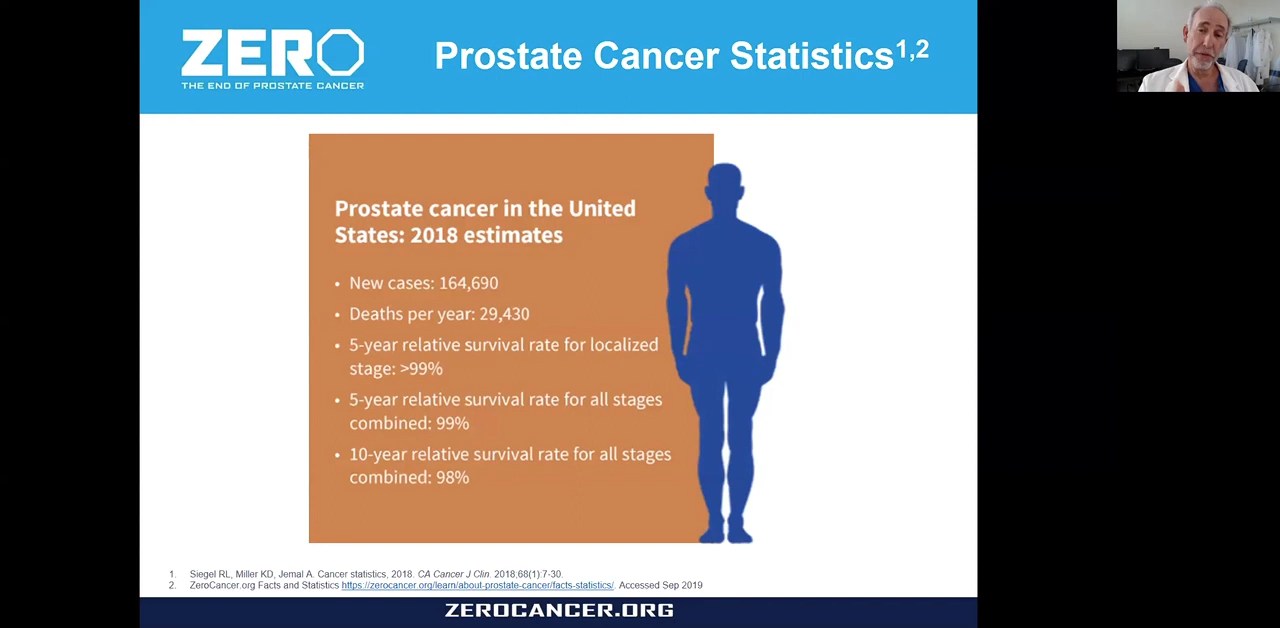 ZERO
THE END OF PROSTATE CANCER
Prostate Cancer Statistics1,2
Prostate cancer in the United
States: 2018 estimates
• New cases: 164,690
• Deaths per year: 29,430
• 5-year relative survival rate for localized
stage: >99%
• 5-year relative survival rate for all stages
combined: 99%
• 10-year relative survival rate for all stages
combined: 98%
1. Siegel RL, Miller KD, Jemal A. Cancer statistics, 2018. CA Cancer J Clin. 2018;68(1):7-30.
2. ZeroCancer.org Facts and Statistics https://zerocancer.org/learn/about-prostate-cancer/facts-statistics/. Accessed Sep 2019
ZEROCANCER.ORG